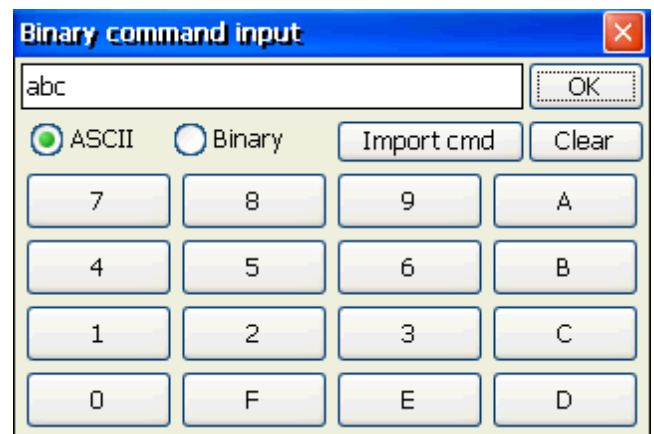 Binary command input
abc OK
ASCII Binary Import cmd Clear
7 8 9 A
4 5 6 B
1 2 3 C
0 F E D